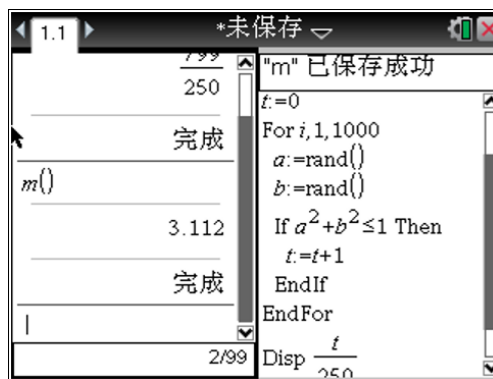 1.1
*未保存
799
250
完成
m()
3.112
完成
2/99
"m" 已保存成功
t:=0
For i,1,1000
a:=rand()
b:=rand()
If a²+b²≤1 Then
t:=t+1
EndIf
EndFor
Disp t
250